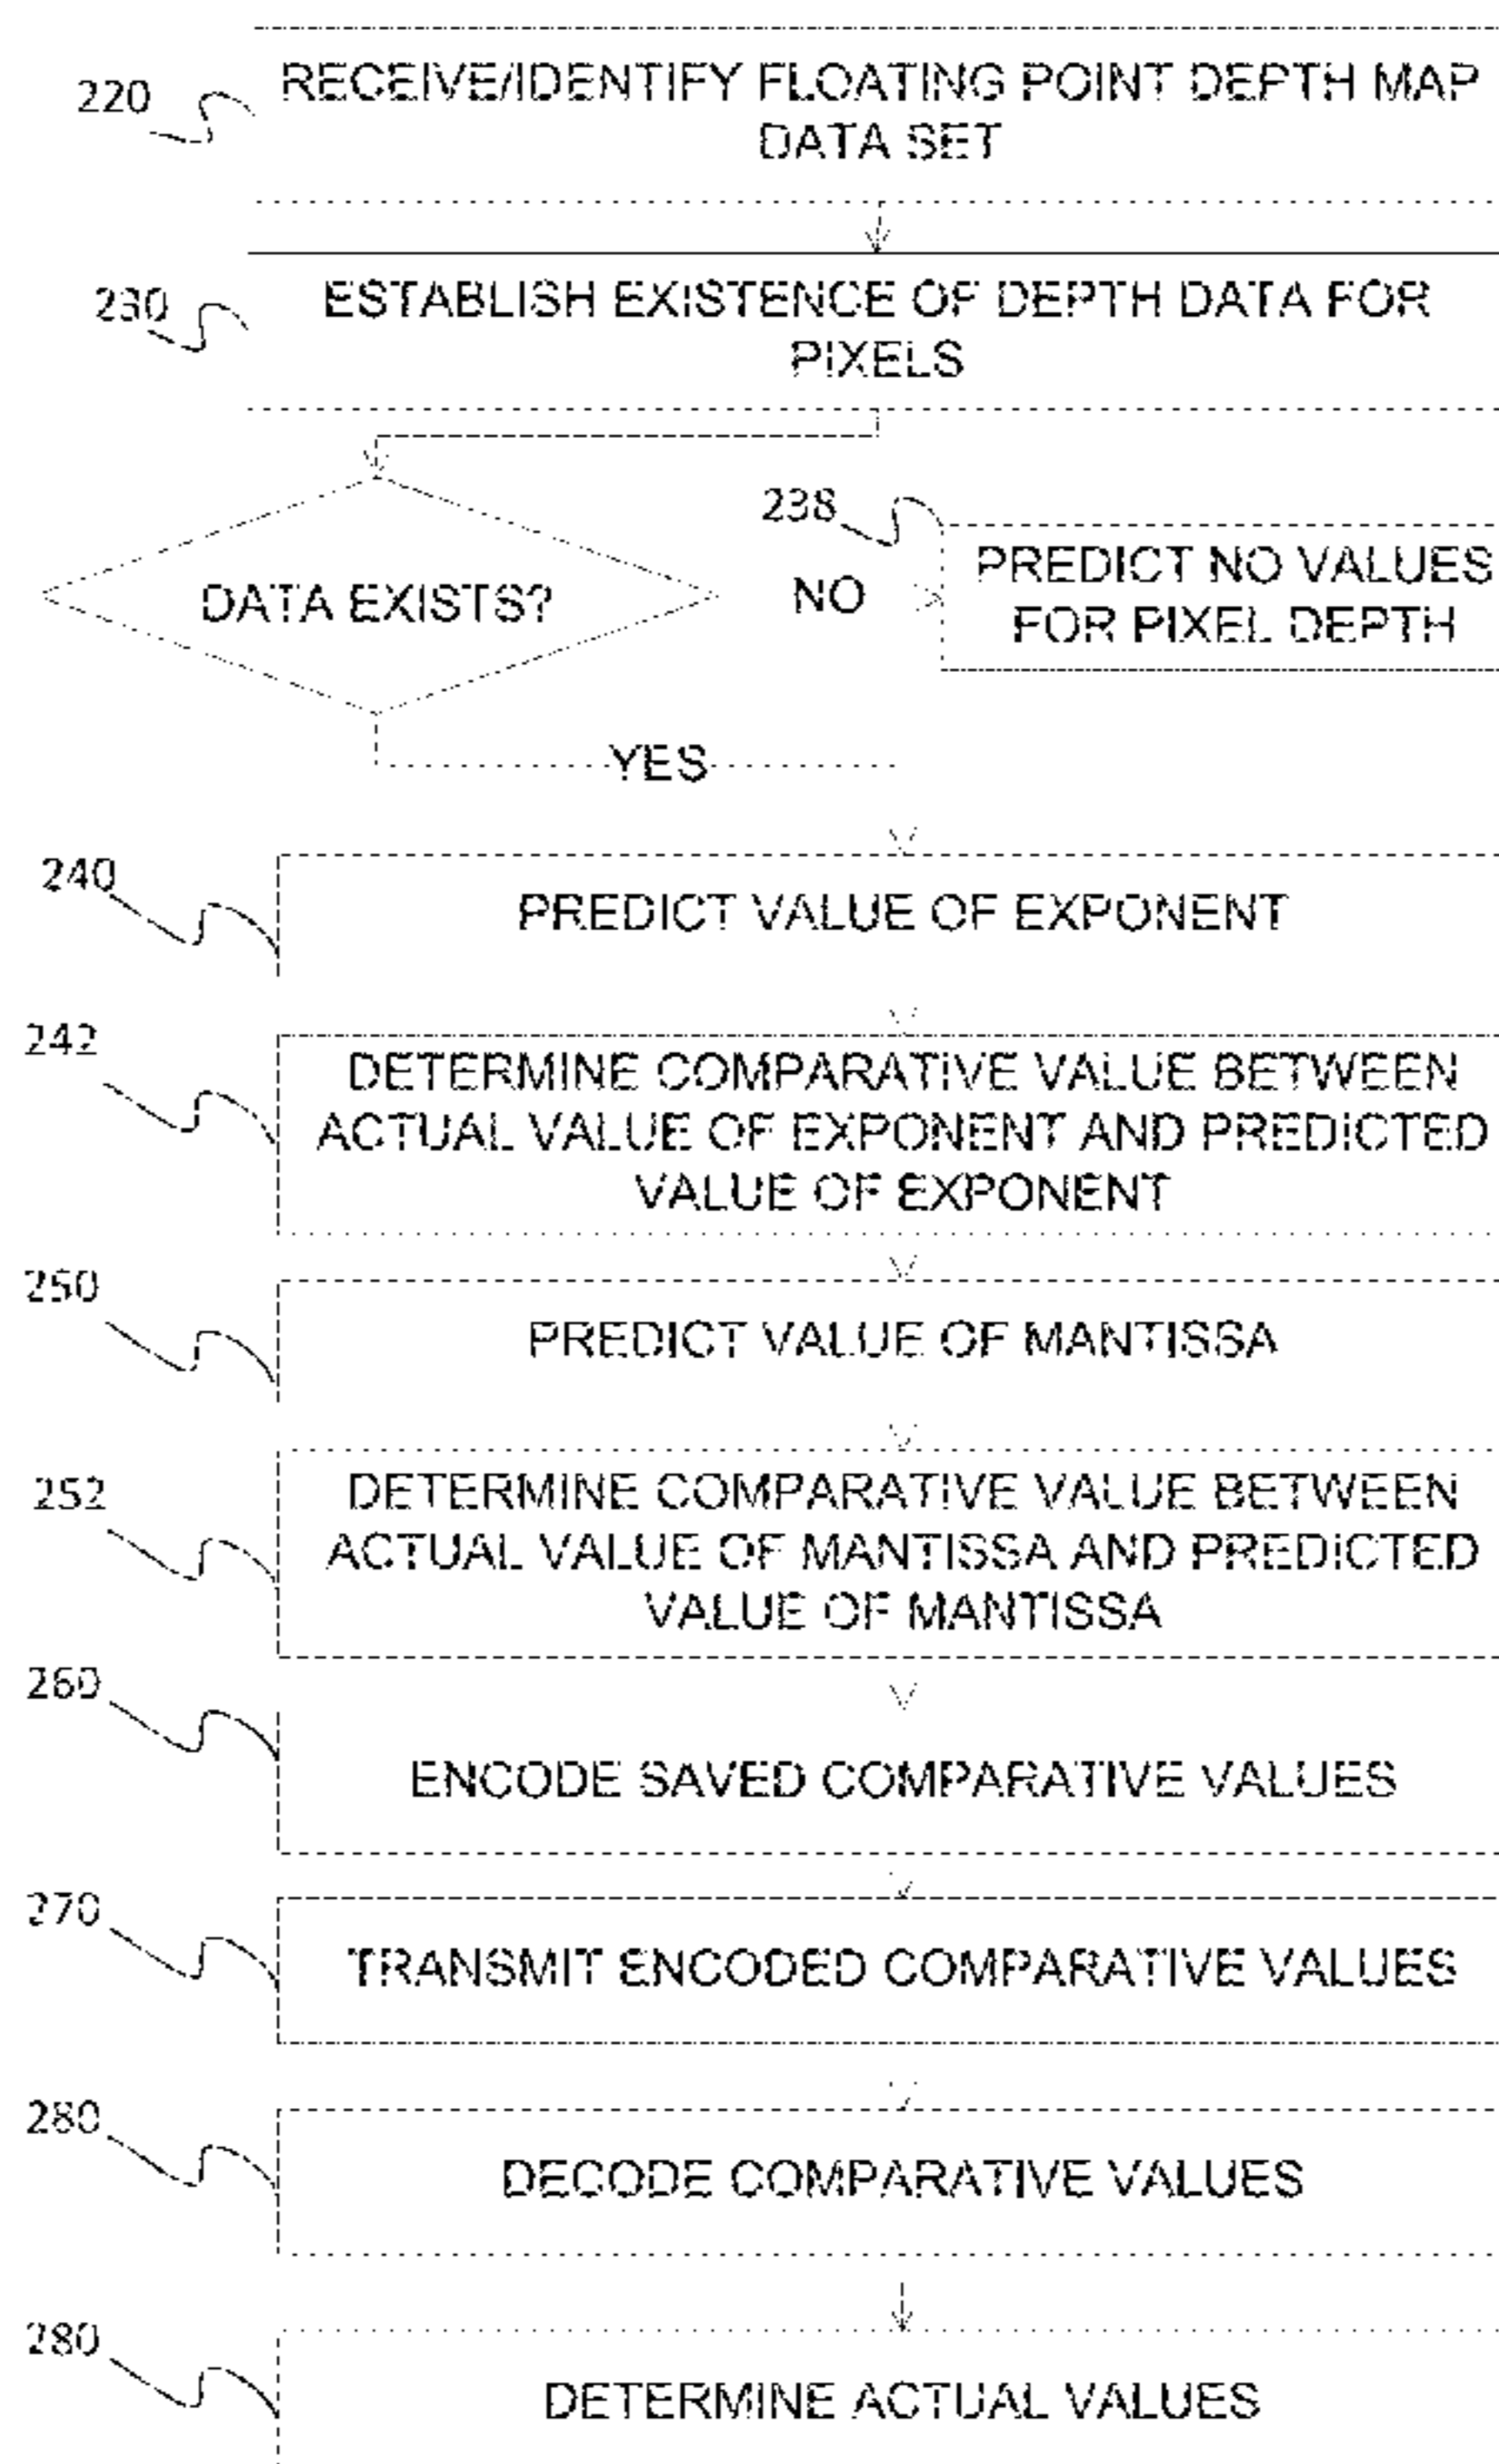 220
RECEIVE/IDENTIFY FLOATING POINT DEPTH MAP
DATA SET
230
ESTABLISH EXISTENCE OF DEPTH DATA FOR
PIXELS
DATA EXISTS?
NO
238
PREDICT NO VALUES
FOR PIXEL DEPTH
YES
240
PREDICT VALUE OF EXPONENT
242
DETERMINE COMPARATIVE VALUE BETWEEN
ACTUAL VALUE OF EXPONENT AND PREDICTED
VALUE OF EXPONENT
250
PREDICT VALUE OF MANTISSA
252
DETERMINE COMPARATIVE VALUE BETWEEN
ACTUAL VALUE OF MANTISSA AND PREDICTED
VALUE OF MANTISSA
260
ENCODE SAVED COMPARATIVE VALUES
270
TRANSMIT ENCODED COMPARATIVE VALUES
280
DECODE COMPARATIVE VALUES
280
DETERMINE ACTUAL VALUES